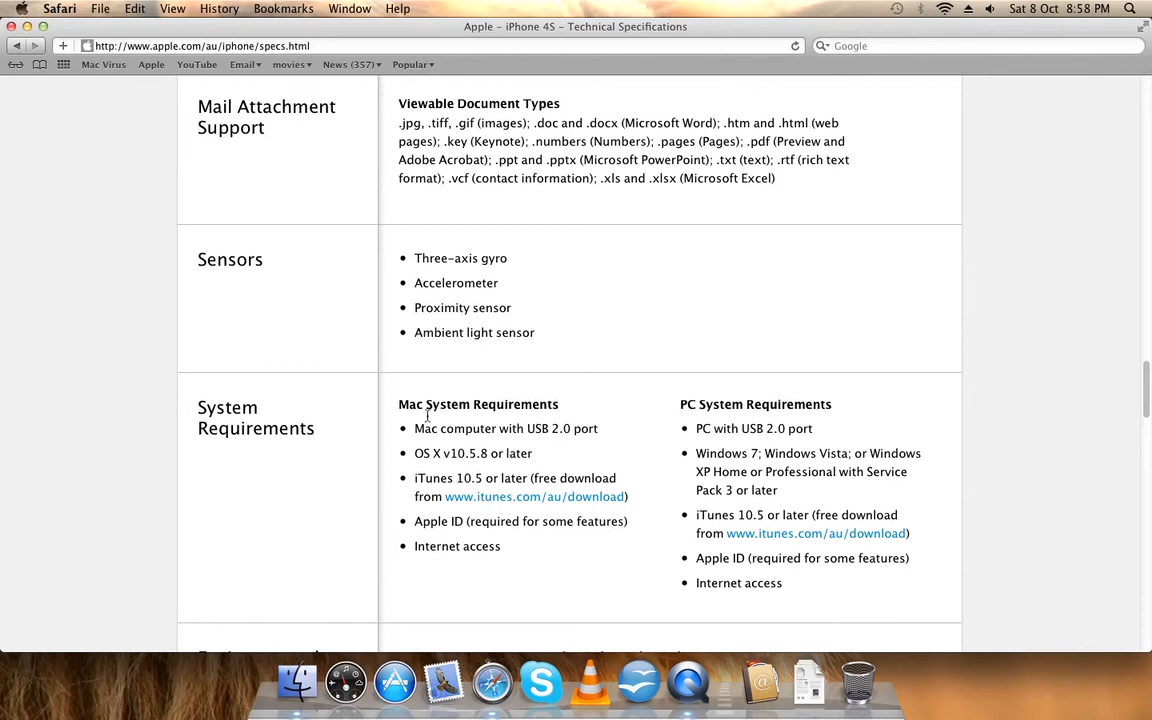 Safari File Edit View History Bookmarks Window Help Sat 8 Oct 8:58 PM
Apple - iPhone 4S - Technical Specifications
http://www.apple.com/au/iphone/specs.html Google
Mac Virus Apple YouTube Email▾ movies▾ News (357)▾ Popular▾
Mail Attachment
Support
Viewable Document Types
.jpg, .tiff, .gif (images); .doc and .docx (Microsoft Word); .htm and .html (web
pages); .key (Keynote); .numbers (Numbers); .pages (Pages); .pdf (Preview and
Adobe Acrobat); .ppt and .pptx (Microsoft PowerPoint); .txt (text); .rtf (rich text
format); .vcf (contact information); .xls and .xlsx (Microsoft Excel)
Sensors
• Three-axis gyro
• Accelerometer
• Proximity sensor
• Ambient light sensor
System
Requirements
Mac System Requirements
• Mac computer with USB 2.0 port
• OS X v10.5.8 or later
• iTunes 10.5 or later (free download
from www.itunes.com/au/download)
• Apple ID (required for some features)
• Internet access
PC System Requirements
• PC with USB 2.0 port
• Windows 7; Windows Vista; or Windows
XP Home or Professional with Service
Pack 3 or later
• iTunes 10.5 or later (free download
from www.itunes.com/au/download)
• Apple ID (required for some features)
• Internet access